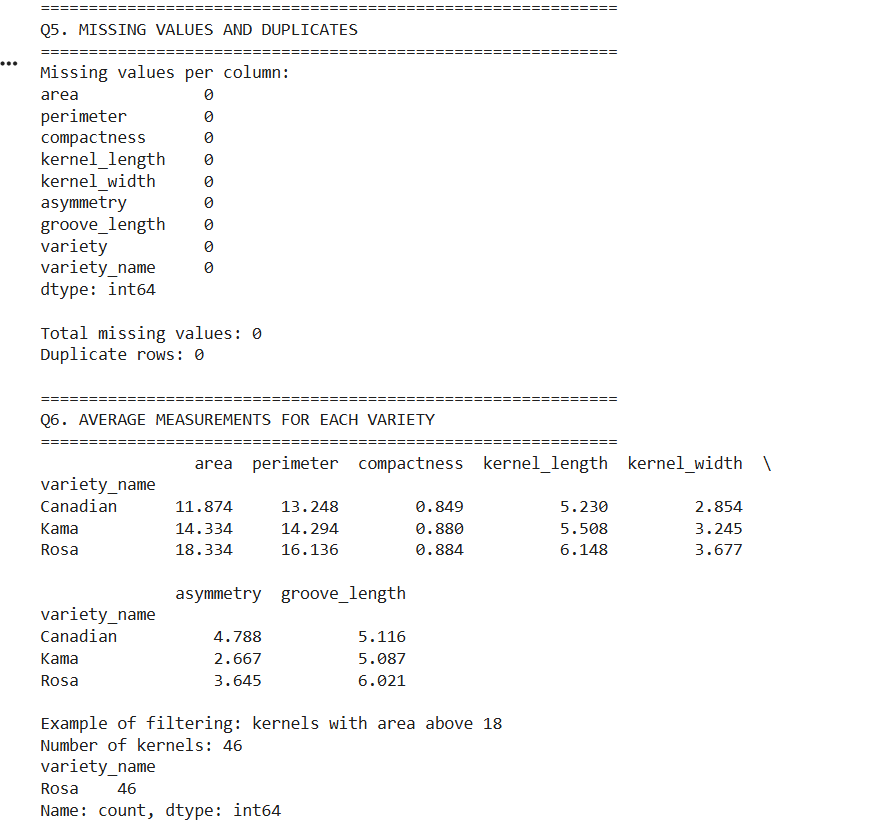 ============================================================
Q5. MISSING VALUES AND DUPLICATES
============================================================
Missing values per column:
area             0
perimeter        0
compactness      0
kernel_length    0
kernel_width     0
asymmetry        0
groove_length    0
variety          0
variety_name     0
dtype: int64

Total missing values: 0
Duplicate rows: 0

============================================================
Q6. AVERAGE MEASUREMENTS FOR EACH VARIETY
============================================================
                area  perimeter  compactness  kernel_length  kernel_width  \
variety_name
Canadian      11.874     13.248        0.849          5.230         2.854
Kama          14.334     14.294        0.880          5.508         3.245
Rosa          18.334     16.136        0.884          6.148         3.677

              asymmetry  groove_length
variety_name
Canadian          4.788          5.116
Kama              2.667          5.087
Rosa              3.645          6.021

Example of filtering: kernels with area above 18
Number of kernels: 46
variety_name
Rosa    46
Name: count, dtype: int64